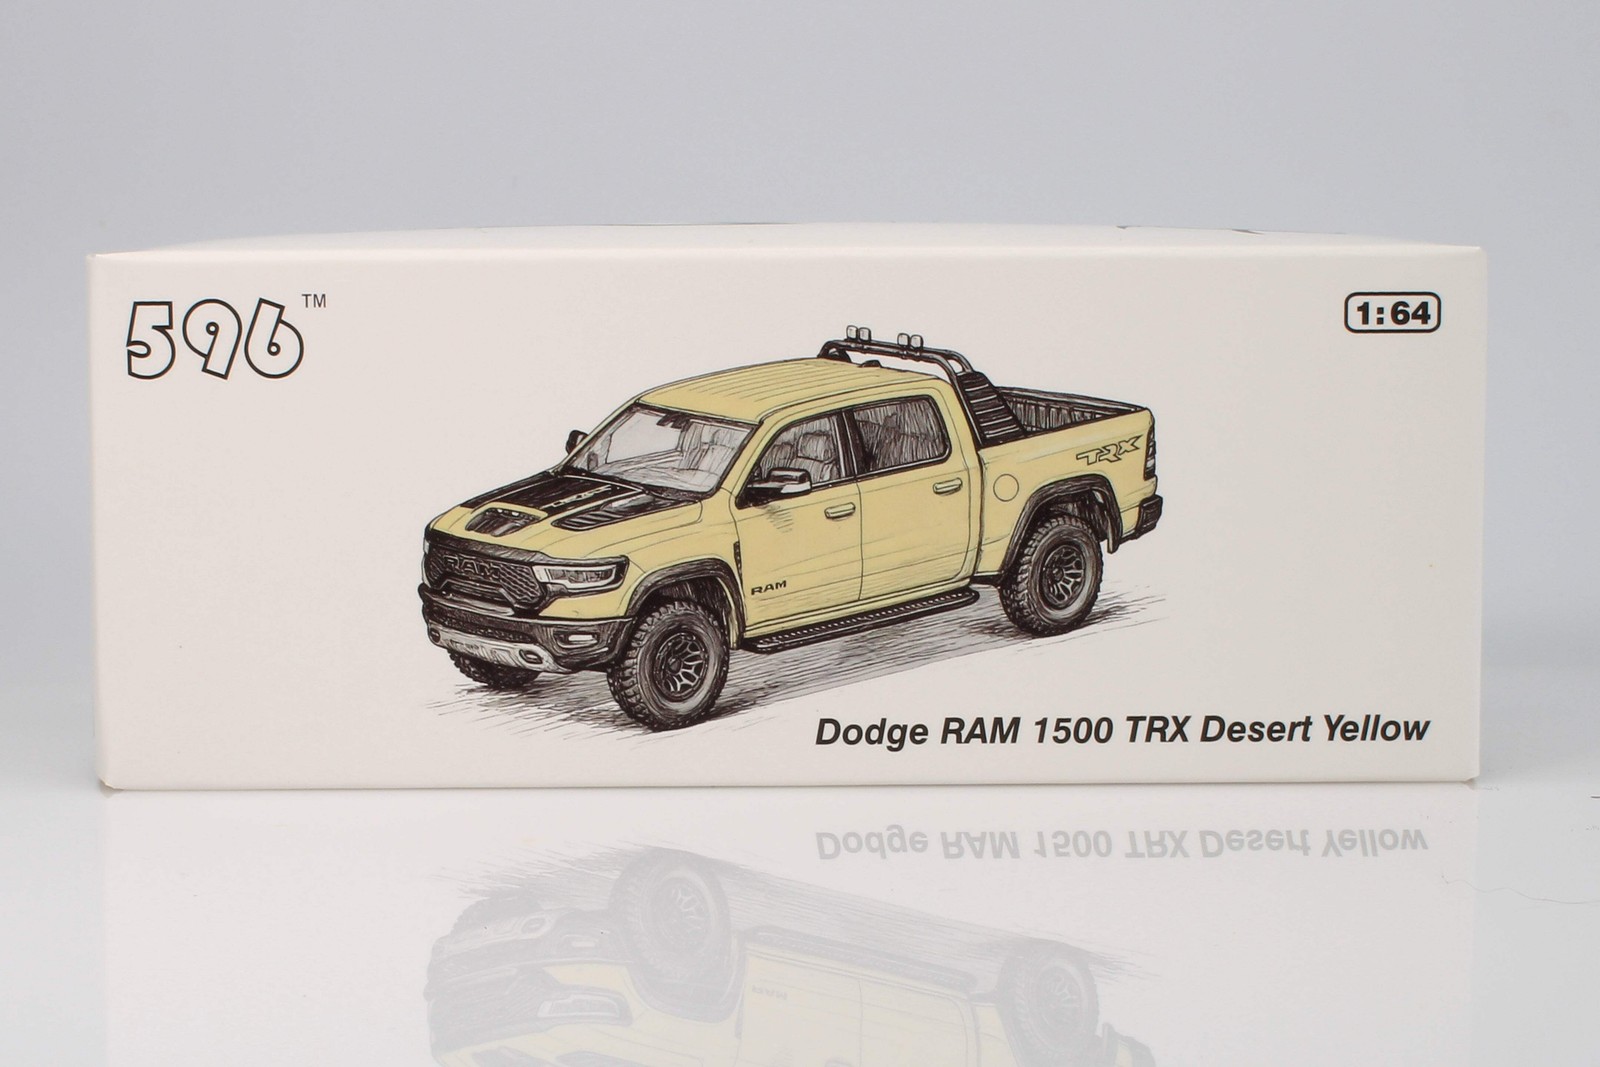 596™
1:64
TRX
RAM
RAM
Dodge RAM 1500 TRX Desert Yellow